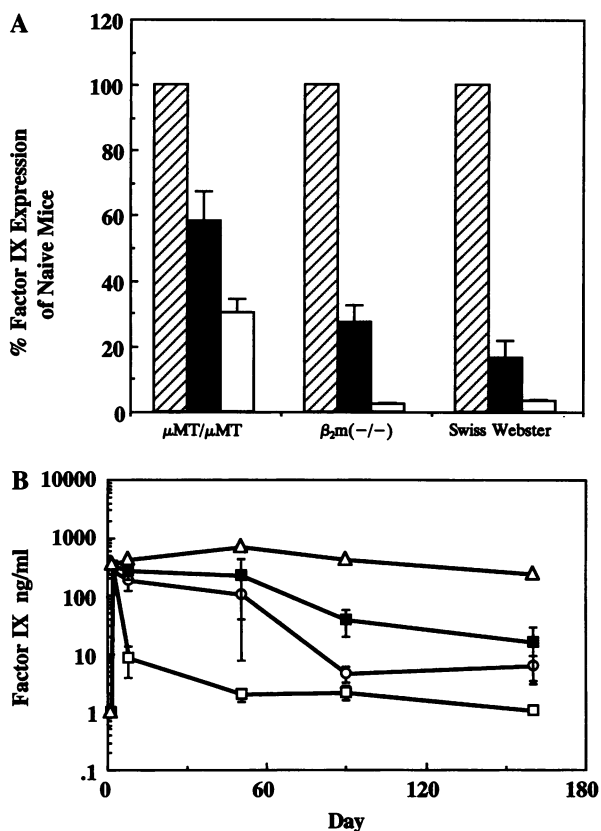 A
% Factor IX Expression
of Naive Mice
120
100
80
60
40
20
0
μMT/μMT
β₂m(−/−)
Swiss Webster
B
Factor IX ng/ml
10000
1000
100
10
1
.1
0
60
120
180
Day